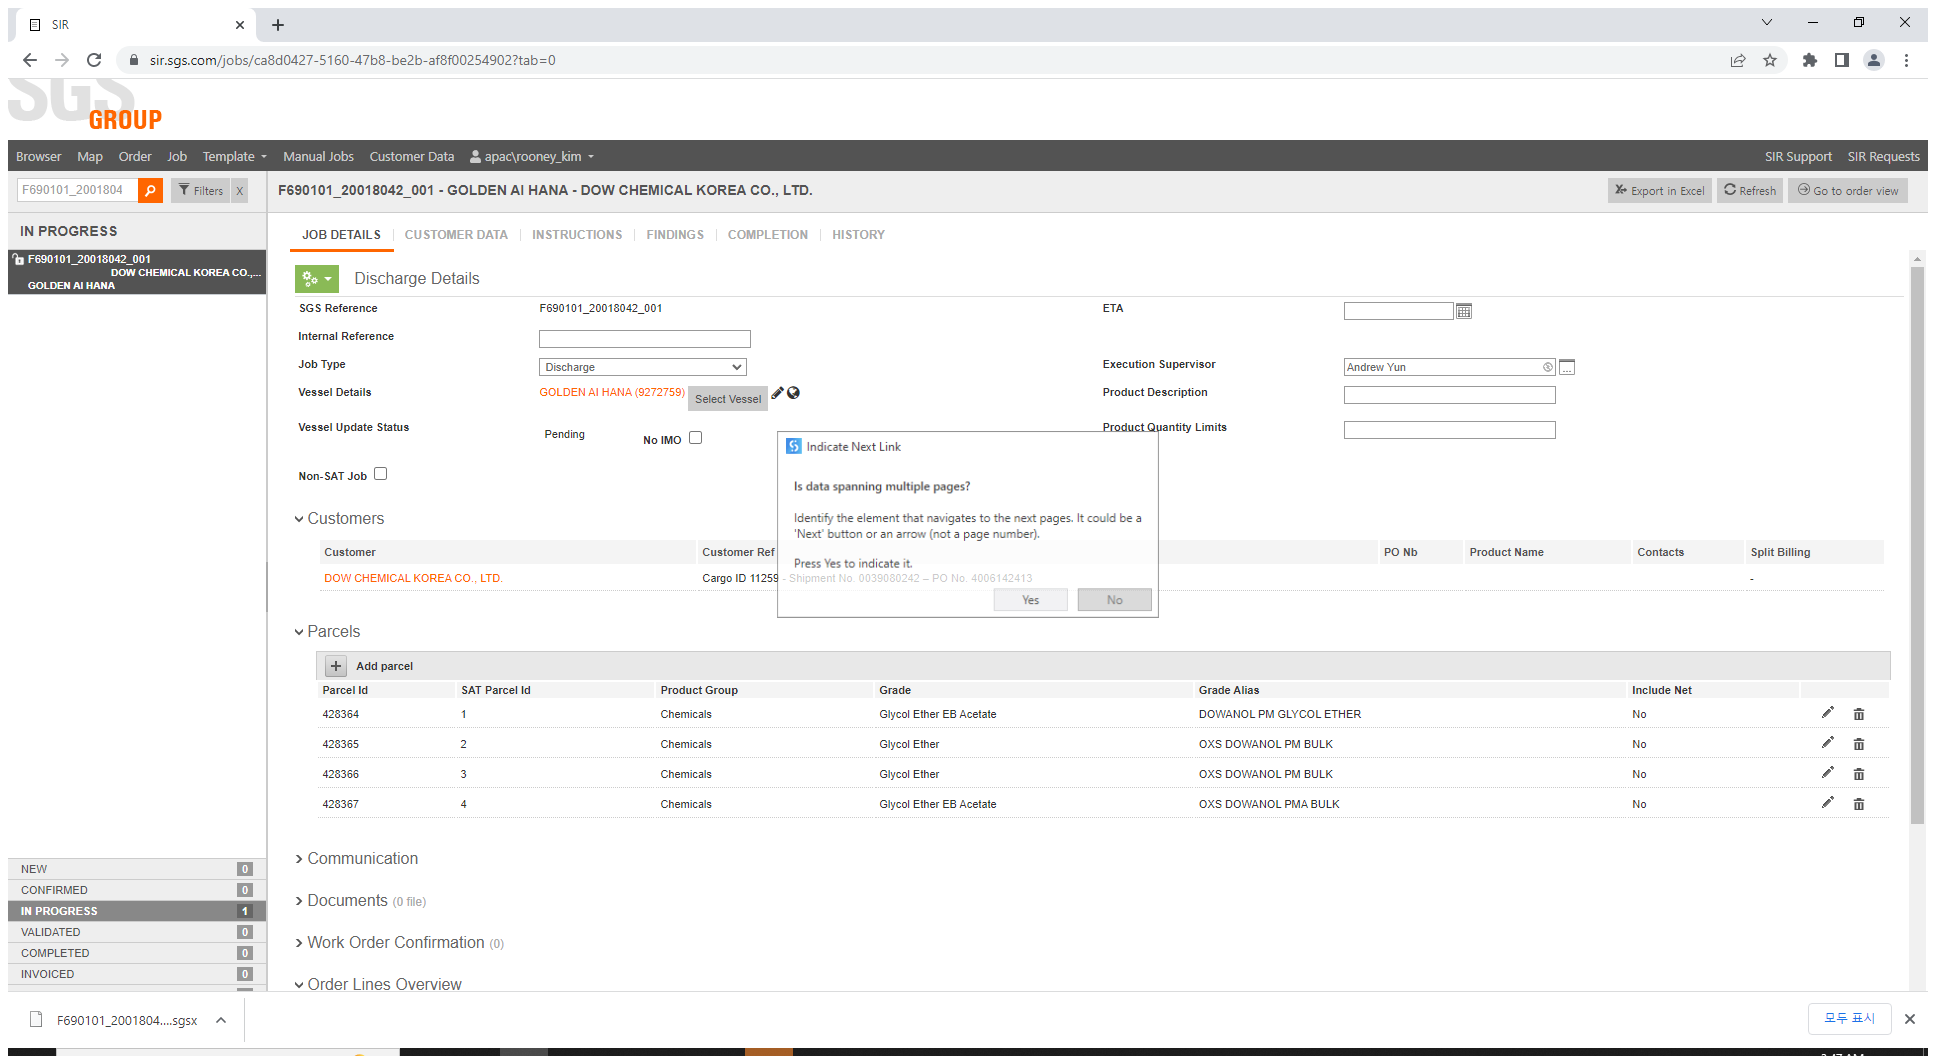 SIR
sir.sgs.com/jobs/ca8d0427-5160-47b8-be2b-af8f00254902?tab=0
SGS
GROUP
Browser Map Order Job Template Manual Jobs Customer Data apac\rooney_kim SIR Support SIR Requests
F690101_2001804 Filters X F690101_20018042_001 - GOLDEN AI HANA - DOW CHEMICAL KOREA CO., LTD. Export in Excel Refresh Go to order view
IN PROGRESS
F690101_20018042_001
DOW CHEMICAL KOREA CO.,...
GOLDEN AI HANA
JOB DETAILS CUSTOMER DATA INSTRUCTIONS FINDINGS COMPLETION HISTORY
Discharge Details
SGS Reference F690101_20018042_001 ETA
Internal Reference
Job Type Discharge Execution Supervisor Andrew Yun ...
Vessel Details GOLDEN AI HANA (9272759) Select Vessel Product Description
Vessel Update Status Pending No IMO Product Quantity Limits
Non-SAT Job
Indicate Next Link
Is data spanning multiple pages?
Identify the element that navigates to the next pages. It could be a
'Next' button or an arrow (not a page number).
Press Yes to indicate it.
Yes No
Customers
Customer Customer Ref PO Nb Product Name Contacts Split Billing
DOW CHEMICAL KOREA CO., LTD. Cargo ID 11259 - Shipment No. 0039080242 – PO No. 4006142413 -
Parcels
+ Add parcel
Parcel Id SAT Parcel Id Product Group Grade Grade Alias Include Net
428364 1 Chemicals Glycol Ether EB Acetate DOWANOL PM GLYCOL ETHER No
428365 2 Chemicals Glycol Ether OXS DOWANOL PM BULK No
428366 3 Chemicals Glycol Ether OXS DOWANOL PM BULK No
428367 4 Chemicals Glycol Ether EB Acetate OXS DOWANOL PMA BULK No
Communication
Documents (0 file)
Work Order Confirmation (0)
Order Lines Overview
NEW 0
CONFIRMED 0
IN PROGRESS 1
VALIDATED 0
COMPLETED 0
INVOICED 0
F690101_2001804....sgsx 모두 표시